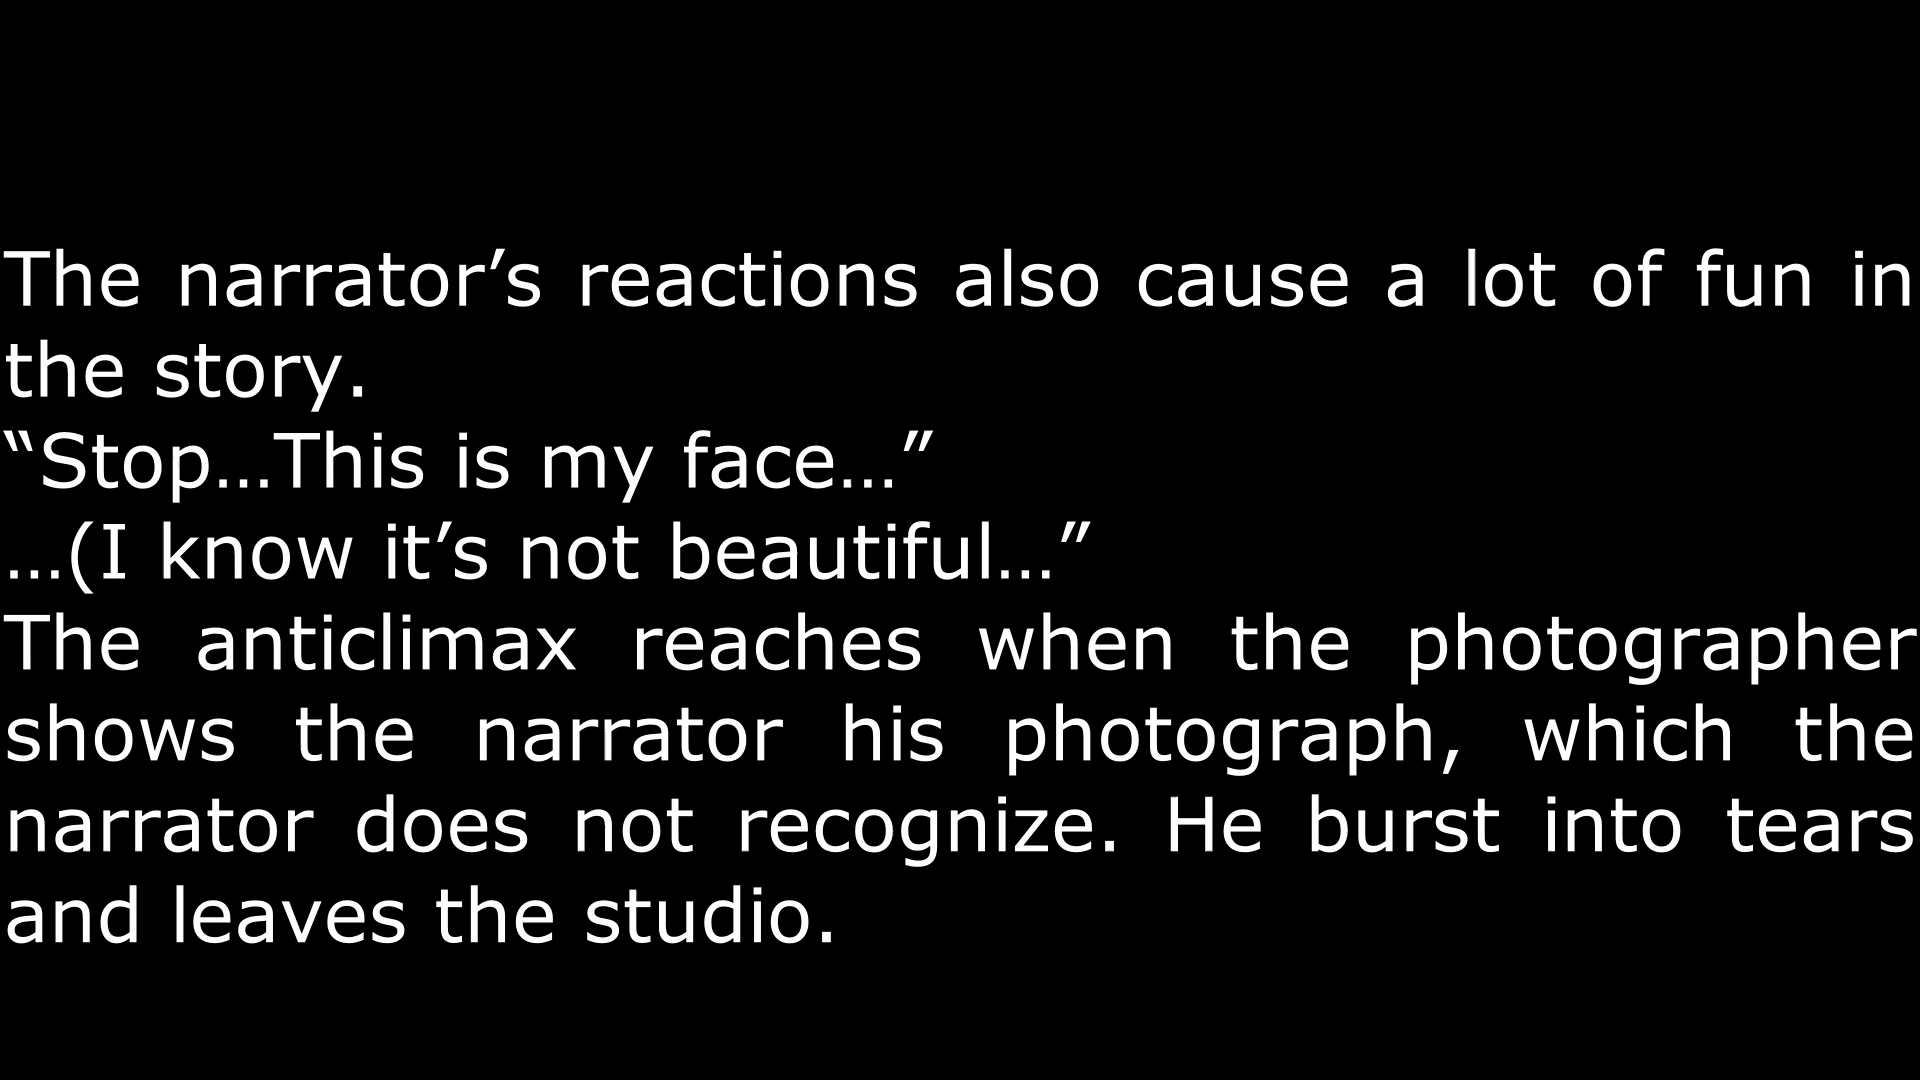 The narrator’s reactions also cause a lot of fun in
the story.
“Stop…This is my face…”
…(I know it’s not beautiful…”
The anticlimax reaches when the photographer
shows the narrator his photograph, which the
narrator does not recognize. He burst into tears
and leaves the studio.